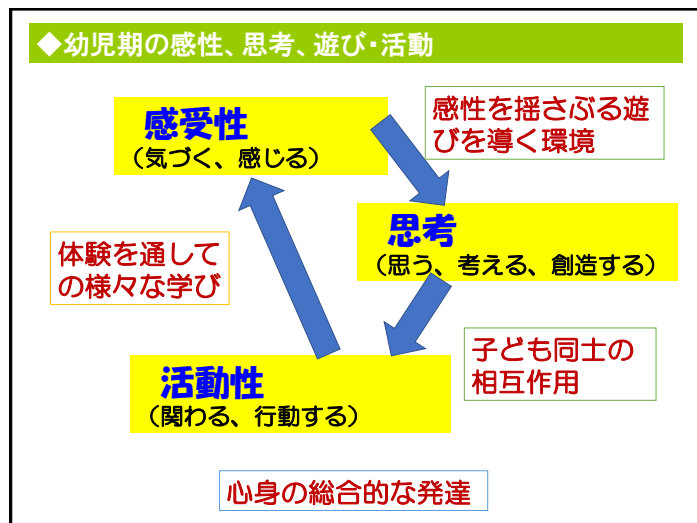 ◆幼児期の感性、思考、遊び・活動
感受性
（気づく、感じる）
感性を揺さぶる遊
びを導く環境
思考
（思う、考える、創造する）
体験を通して
の様々な学び
子ども同士の
相互作用
活動性
（関わる、行動する）
心身の総合的な発達